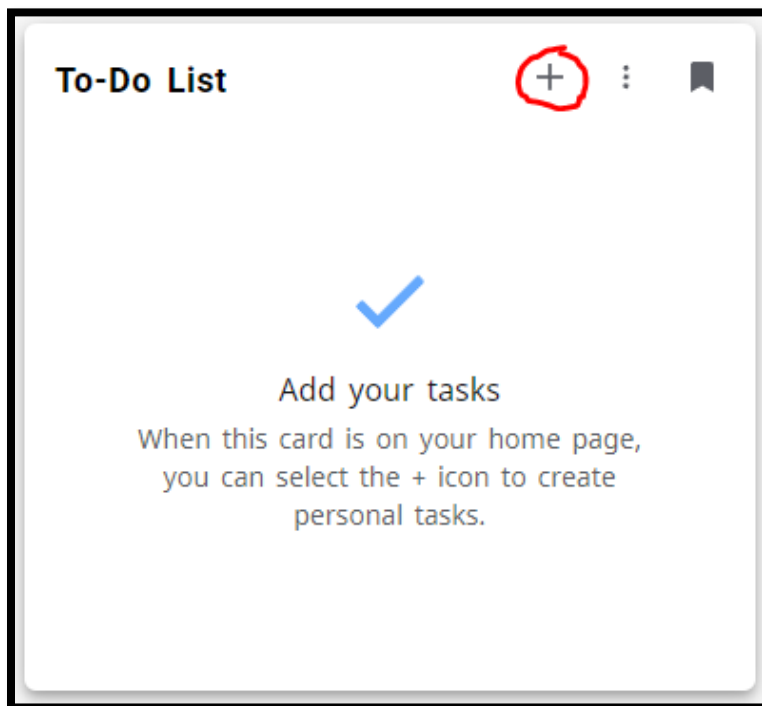 To-Do List
Add your tasks
When this card is on your home page,
you can select the + icon to create
personal tasks.